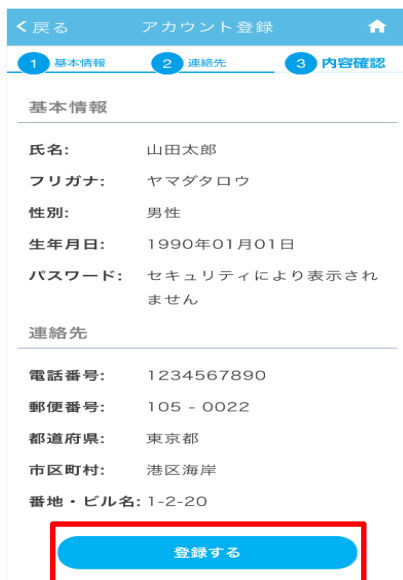 戻る アカウント登録
1 基本情報 2 連絡先 3 内容確認
基本情報
氏名: 山田太郎
フリガナ: ヤマダタロウ
性別: 男性
生年月日: 1990年01月01日
パスワード: セキュリティにより表示され
ません
連絡先
電話番号: 1234567890
郵便番号: 105 - 0022
都道府県: 東京都
市区町村: 港区海岸
番地・ビル名: 1-2-20
登録する